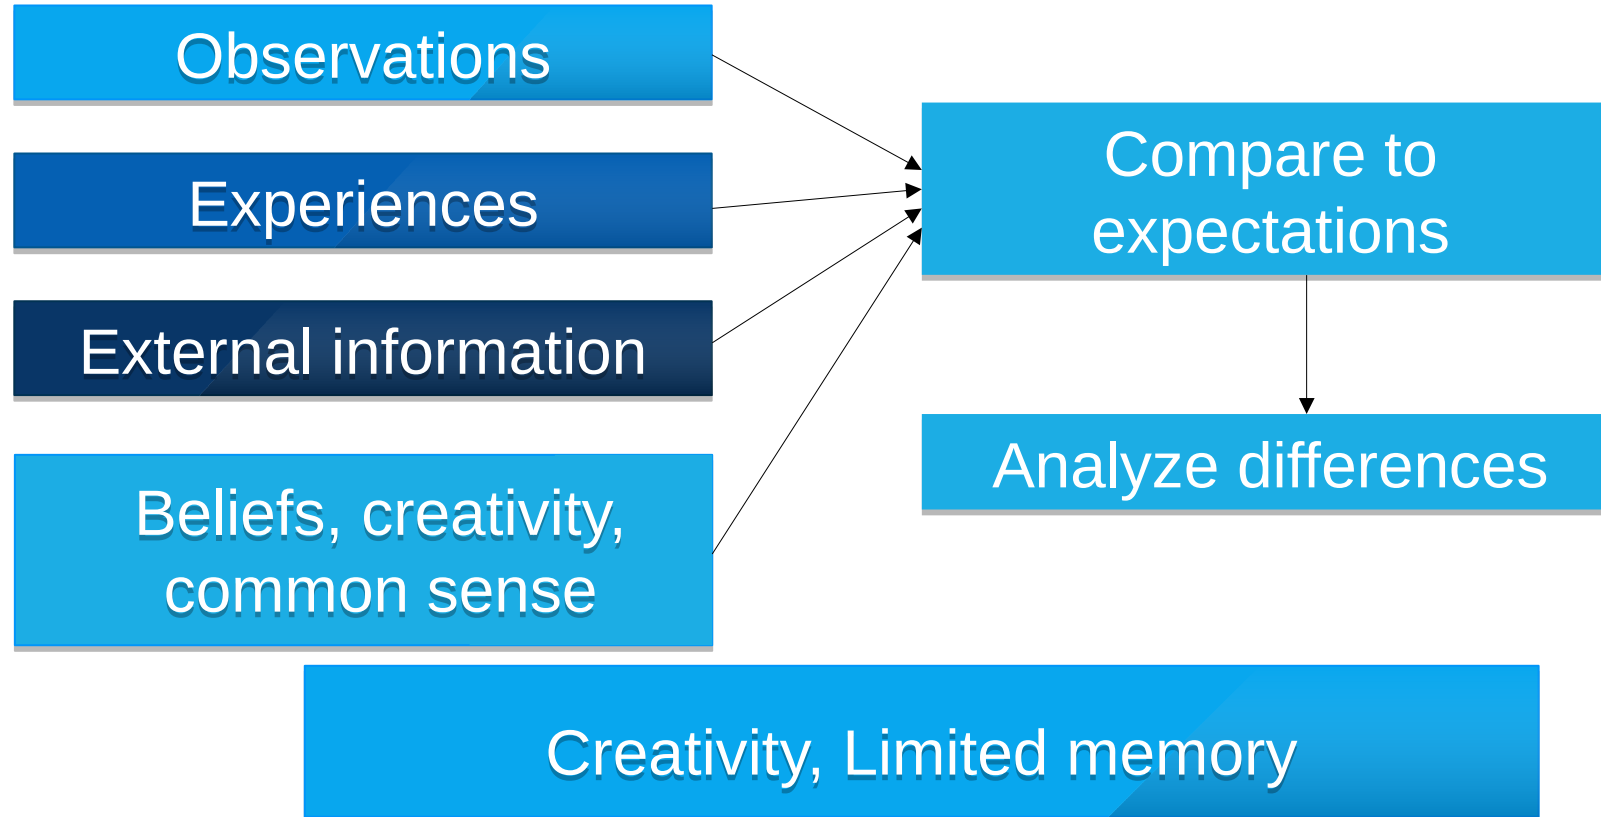 Observations
Experiences
External information
Beliefs, creativity,
common sense
Compare to
expectations
Analyze differences
Creativity, Limited memory